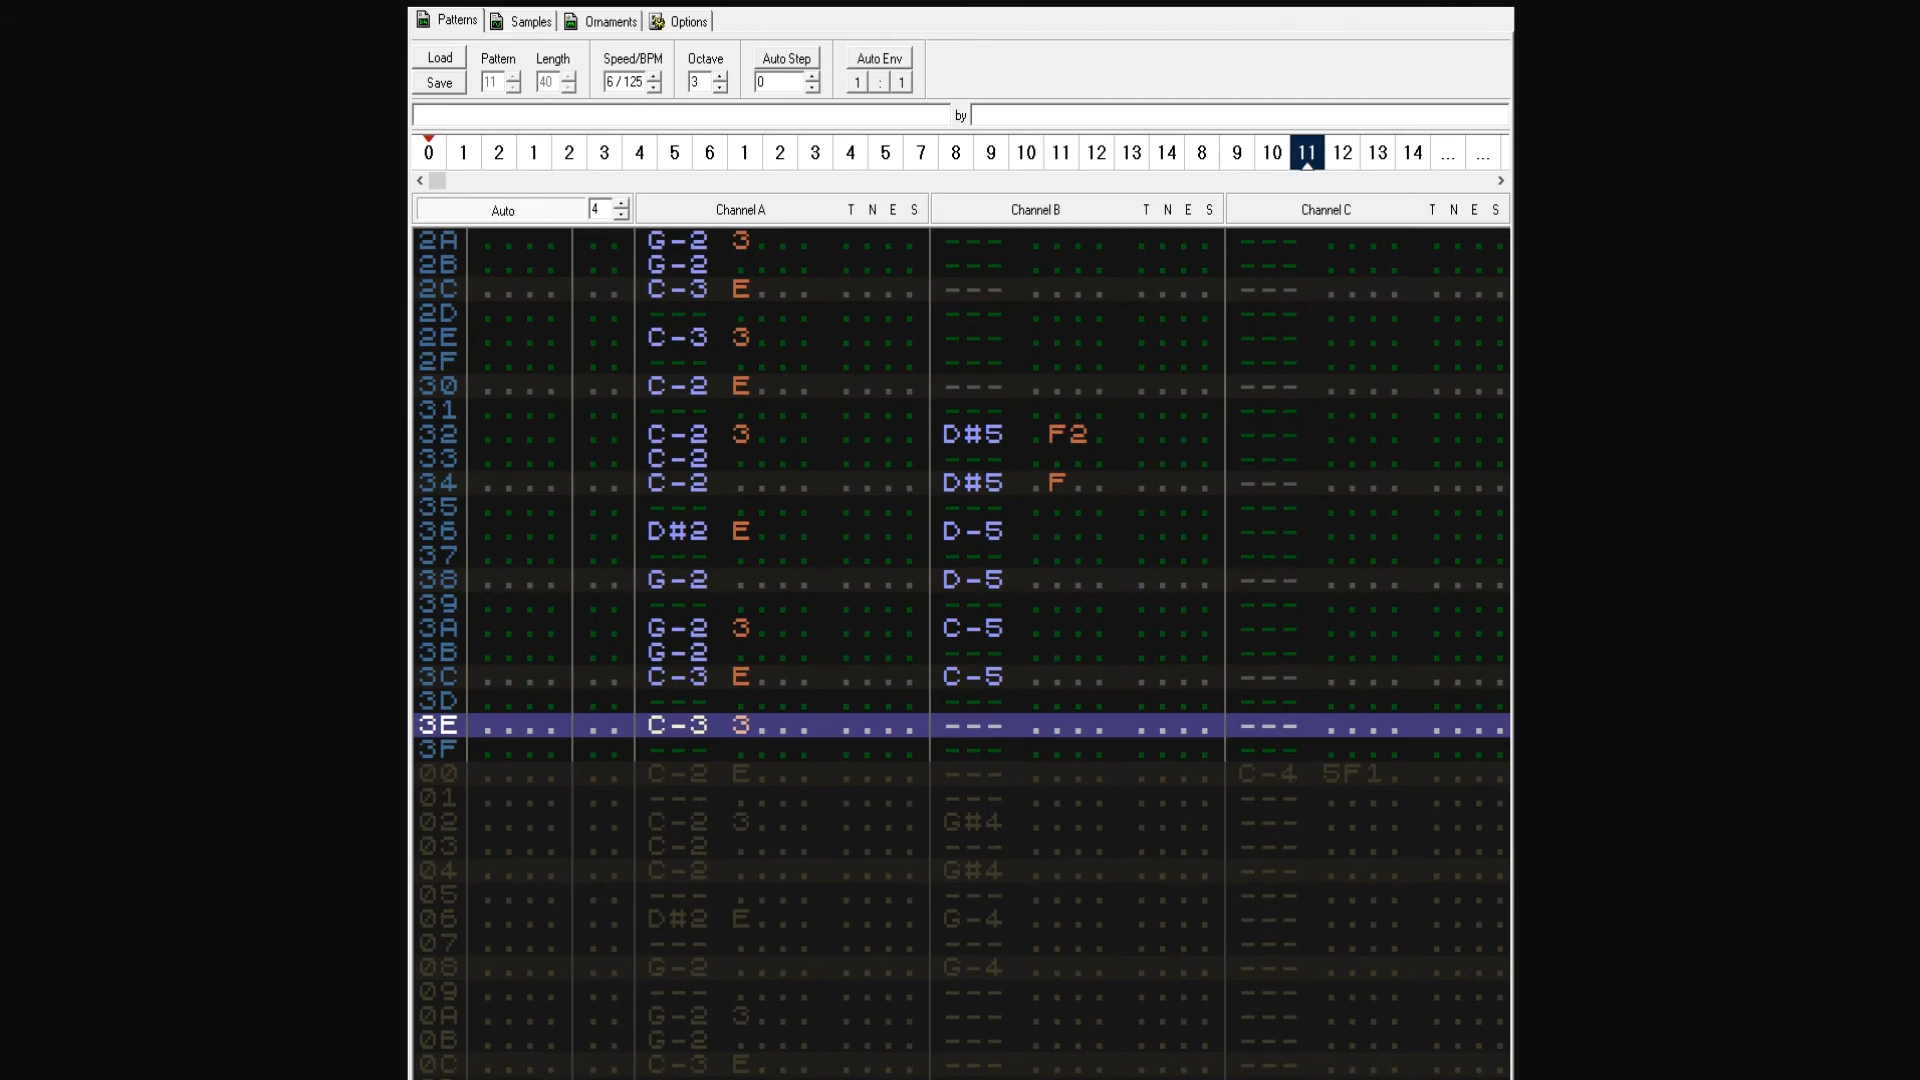 Patterns Samples Ornaments Options
Load Pattern Length Speed/BPM Octave Auto Step Auto Env
Save 11 40 6 / 125 3 0 1 : 1
by
0 1 2 1 2 3 4 5 6 1 2 3 4 5 7 8 9 10 11 12 13 14 8 9 10 11 12 13 14 ... ...
Auto 4 Channel A T N E S Channel B T N E S Channel C T N E S
2A .... .. G-2 3... .... --- .... .... --- .... ....
2B .... .. G-2 .... .... --- .... .... --- .... ....
2C .... .. C-3 E... .... --- .... .... --- .... ....
2D .... .. --- .... .... --- .... .... --- .... ....
2E .... .. C-3 3... .... --- .... .... --- .... ....
2F .... .. --- .... .... --- .... .... --- .... ....
30 .... .. C-2 E... .... --- .... .... --- .... ....
31 .... .. --- .... .... --- .... .... --- .... ....
32 .... .. C-2 3... .... D#5 .F2. .... --- .... ....
33 .... .. C-2 .... .... --- .... .... --- .... ....
34 .... .. C-2 .... .... D#5 .F.. .... --- .... ....
35 .... .. --- .... .... --- .... .... --- .... ....
36 .... .. D#2 E... .... D-5 .... .... --- .... ....
37 .... .. --- .... .... --- .... .... --- .... ....
38 .... .. G-2 .... .... D-5 .... .... --- .... ....
39 .... .. --- .... .... --- .... .... --- .... ....
3A .... .. G-2 3... .... C-5 .... .... --- .... ....
3B .... .. G-2 .... .... --- .... .... --- .... ....
3C .... .. C-3 E... .... C-5 .... .... --- .... ....
3D .... .. --- .... .... --- .... .... --- .... ....
3E .... .. C-3 3... .... --- .... .... --- .... ....
3F .... .. --- .... .... --- .... .... --- .... ....
00 .... .. C-2 E... .... --- .... .... C-4 5F1. ....
01 .... .. --- .... .... --- .... .... --- .... ....
02 .... .. C-2 3... .... G#4 .... .... --- .... ....
03 .... .. C-2 .... .... --- .... .... --- .... ....
04 .... .. C-2 .... .... G#4 .... .... --- .... ....
05 .... .. --- .... .... --- .... .... --- .... ....
06 .... .. D#2 E... .... G-4 .... .... --- .... ....
07 .... .. --- .... .... --- .... .... --- .... ....
08 .... .. G-2 .... .... G-4 .... .... --- .... ....
09 .... .. --- .... .... --- .... .... --- .... ....
0A .... .. G-2 3... .... --- .... .... --- .... ....
0B .... .. G-2 .... .... --- .... .... --- .... ....
0C .... .. C-3 E... .... --- .... .... --- .... ....